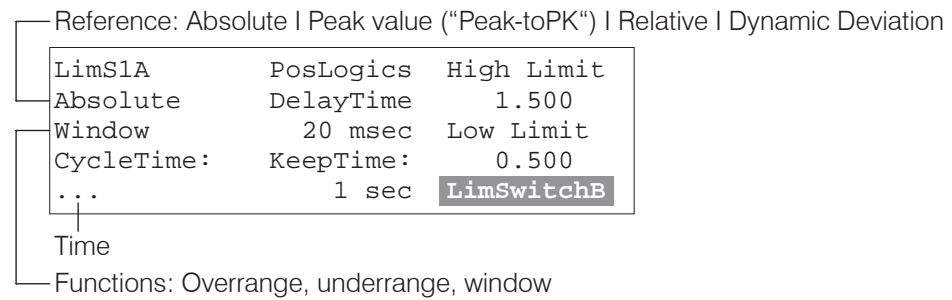 Reference: Absolute I Peak value (“Peak-toPK“) I Relative I Dynamic Deviation
LimS1A PosLogics High Limit
Absolute DelayTime 1.500
Window 20 msec Low Limit
CycleTime: KeepTime: 0.500
... 1 sec LimSwitchB
Time
Functions: Overrange, underrange, window